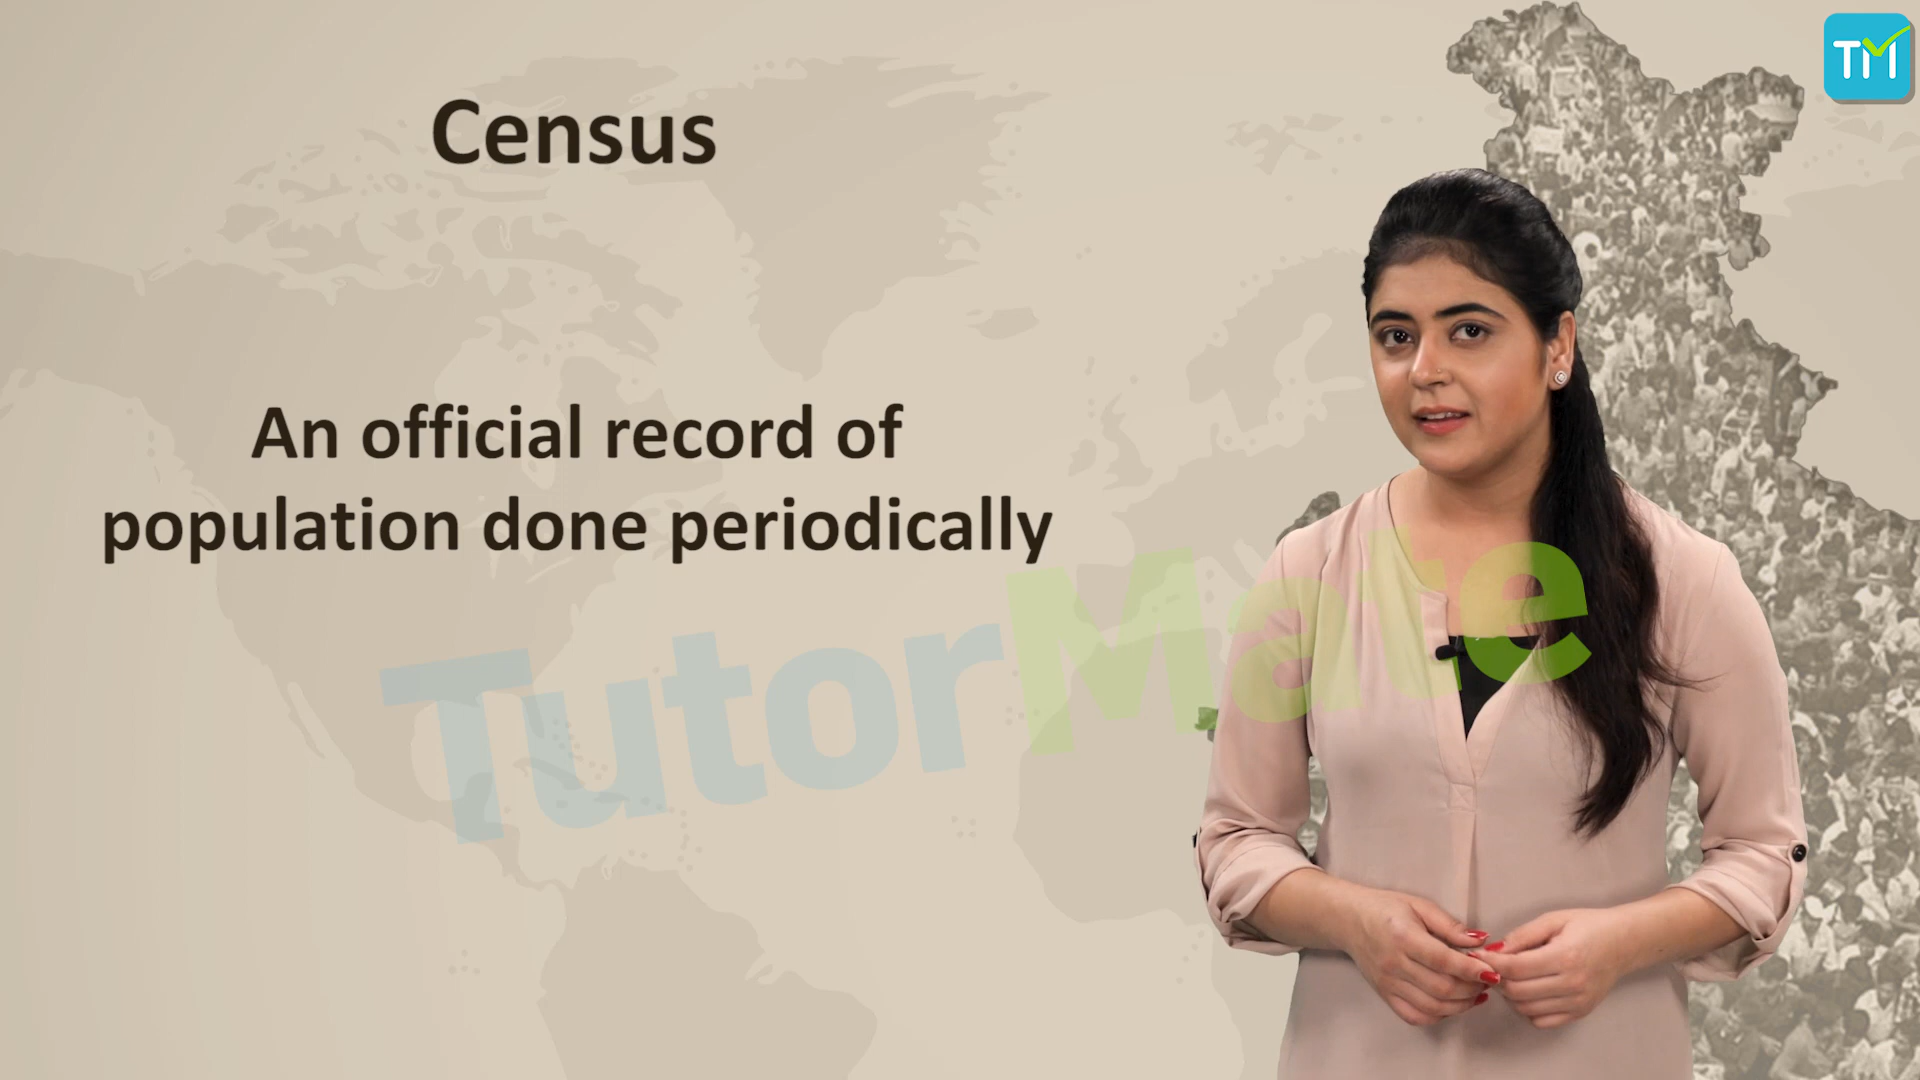 TM
Census
An official record of
population done periodically
TutorMate